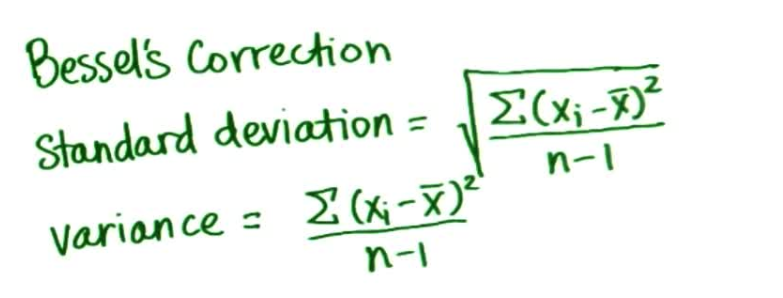 Bessel's Correction
Standard deviation = √(Σ(xᵢ - x̄)² / n-1)
variance = Σ(xᵢ - x̄)² / n-1